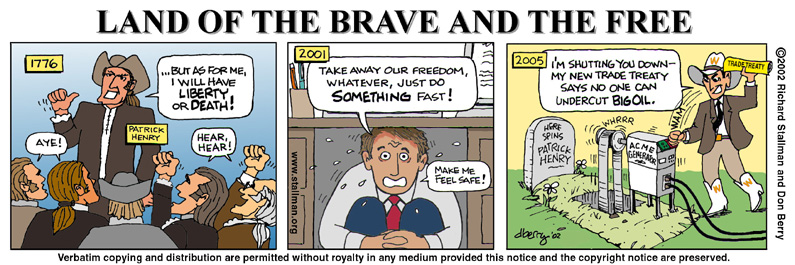 LAND OF THE BRAVE AND THE FREE
1776
...BUT AS FOR ME,
I WILL HAVE
LIBERTY
OR DEATH!
PATRICK
HENRY
AYE!
HEAR,
HEAR!
2001
TAKE AWAY OUR FREEDOM,
WHATEVER, JUST DO
SOMETHING FAST!
MAKE ME
FEEL SAFE!
www.stallman.org
2005
I'M SHUTTING YOU DOWN-
MY NEW TRADE TREATY
SAYS NO ONE CAN
UNDERCUT BIG OIL.
W
TRADE TREATY
WHAM
WHRRR
HERE
SPINS
PATRICK
HENRY
ACME
GENERATOR
W
W
dberry-'02
©2002 Richard Stallman and Don Berry
Verbatim copying and distribution are permitted without royalty in any medium provided this notice and the copyright notice are preserved.